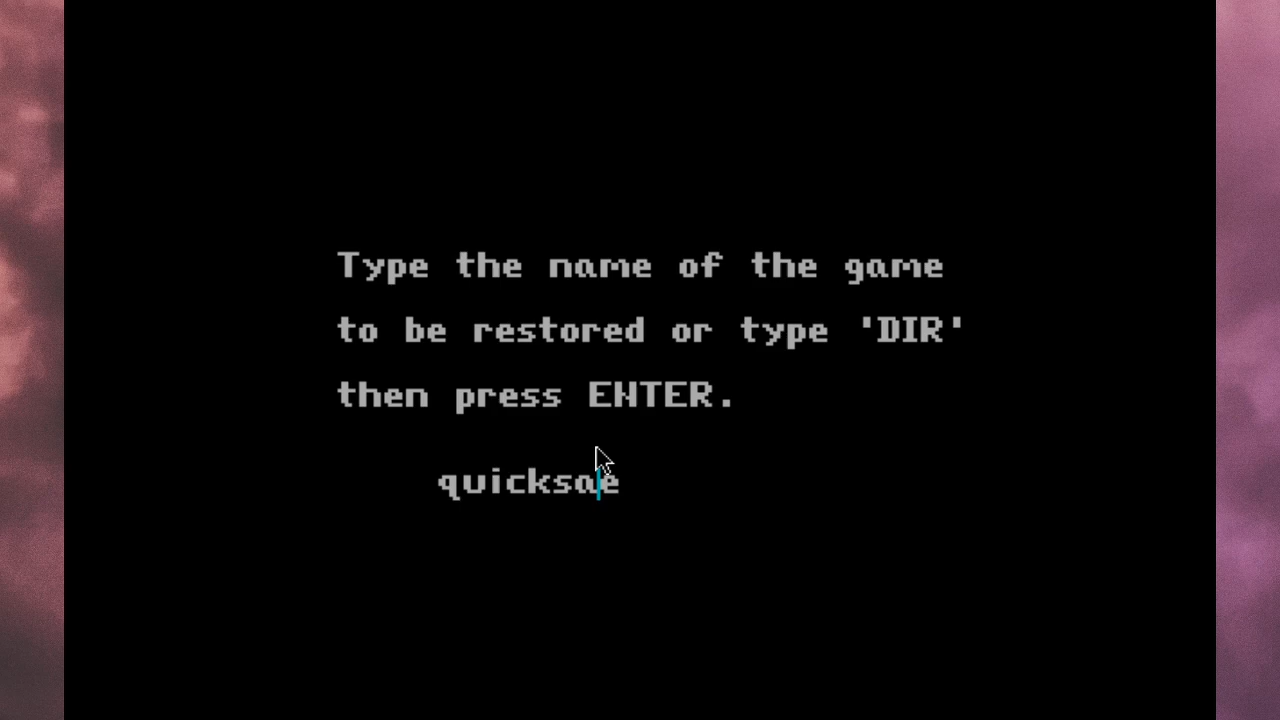 Type the name of the game
to be restored or type 'DIR'
then press ENTER.
quicksae